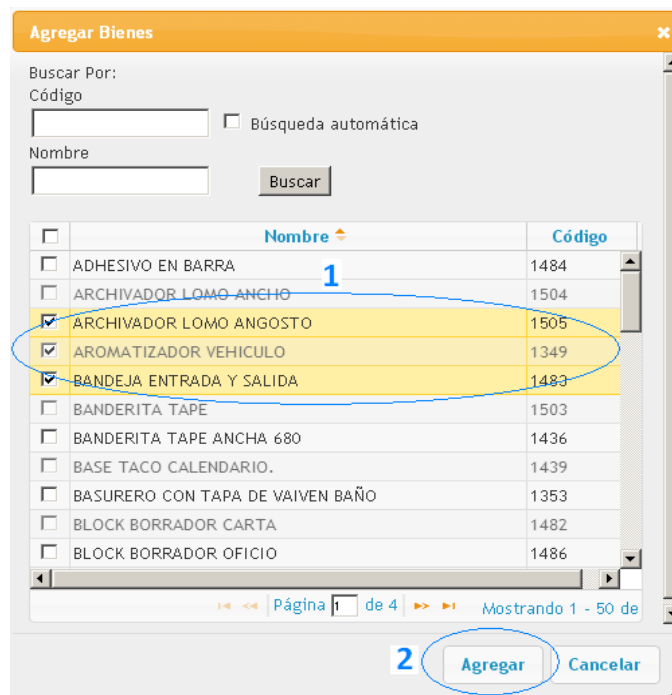 Agregar Bienes
Buscar Por:
Código
Búsqueda automática
Nombre
Buscar
Nombre Código
ADHESIVO EN BARRA 1484
1
ARCHIVADOR LOMO ANCHO 1504
ARCHIVADOR LOMO ANGOSTO 1505
AROMATIZADOR VEHICULO 1349
BANDEJA ENTRADA Y SALIDA 1483
BANDERITA TAPE 1503
BANDERITA TAPE ANCHA 680 1436
BASE TACO CALENDARIO. 1439
BASURERO CON TAPA DE VAIVEN BAÑO 1353
BLOCK BORRADOR CARTA 1482
BLOCK BORRADOR OFICIO 1486
Página 1 de 4 Mostrando 1 - 50 de
2 Agregar Cancelar